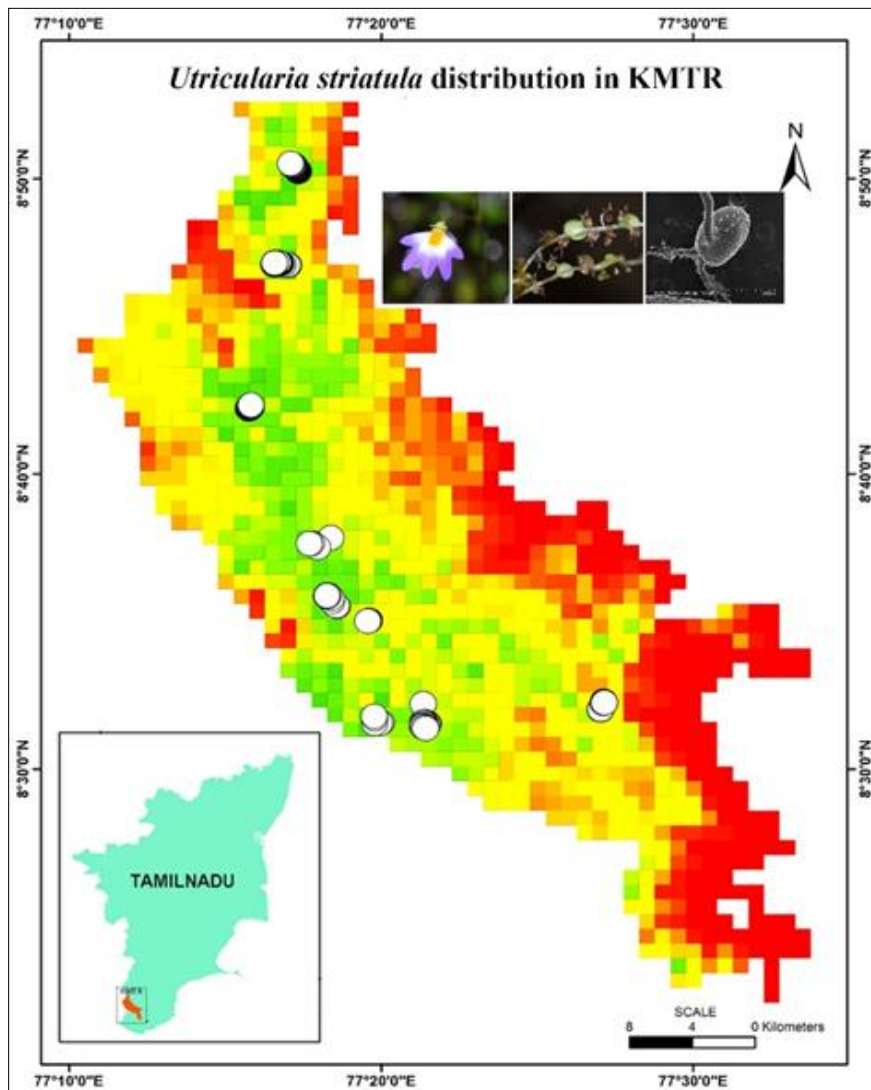 77°10'0"E 77°20'0"E 77°30'0"E
Utricularia striatula distribution in KMTR
N
8°50'0"N 8°50'0"N
8°40'0"N 8°40'0"N
8°30'0"N 8°30'0"N
TAMILNADU
SCALE
8 4 0 Kilometers
77°10'0"E 77°20'0"E 77°30'0"E